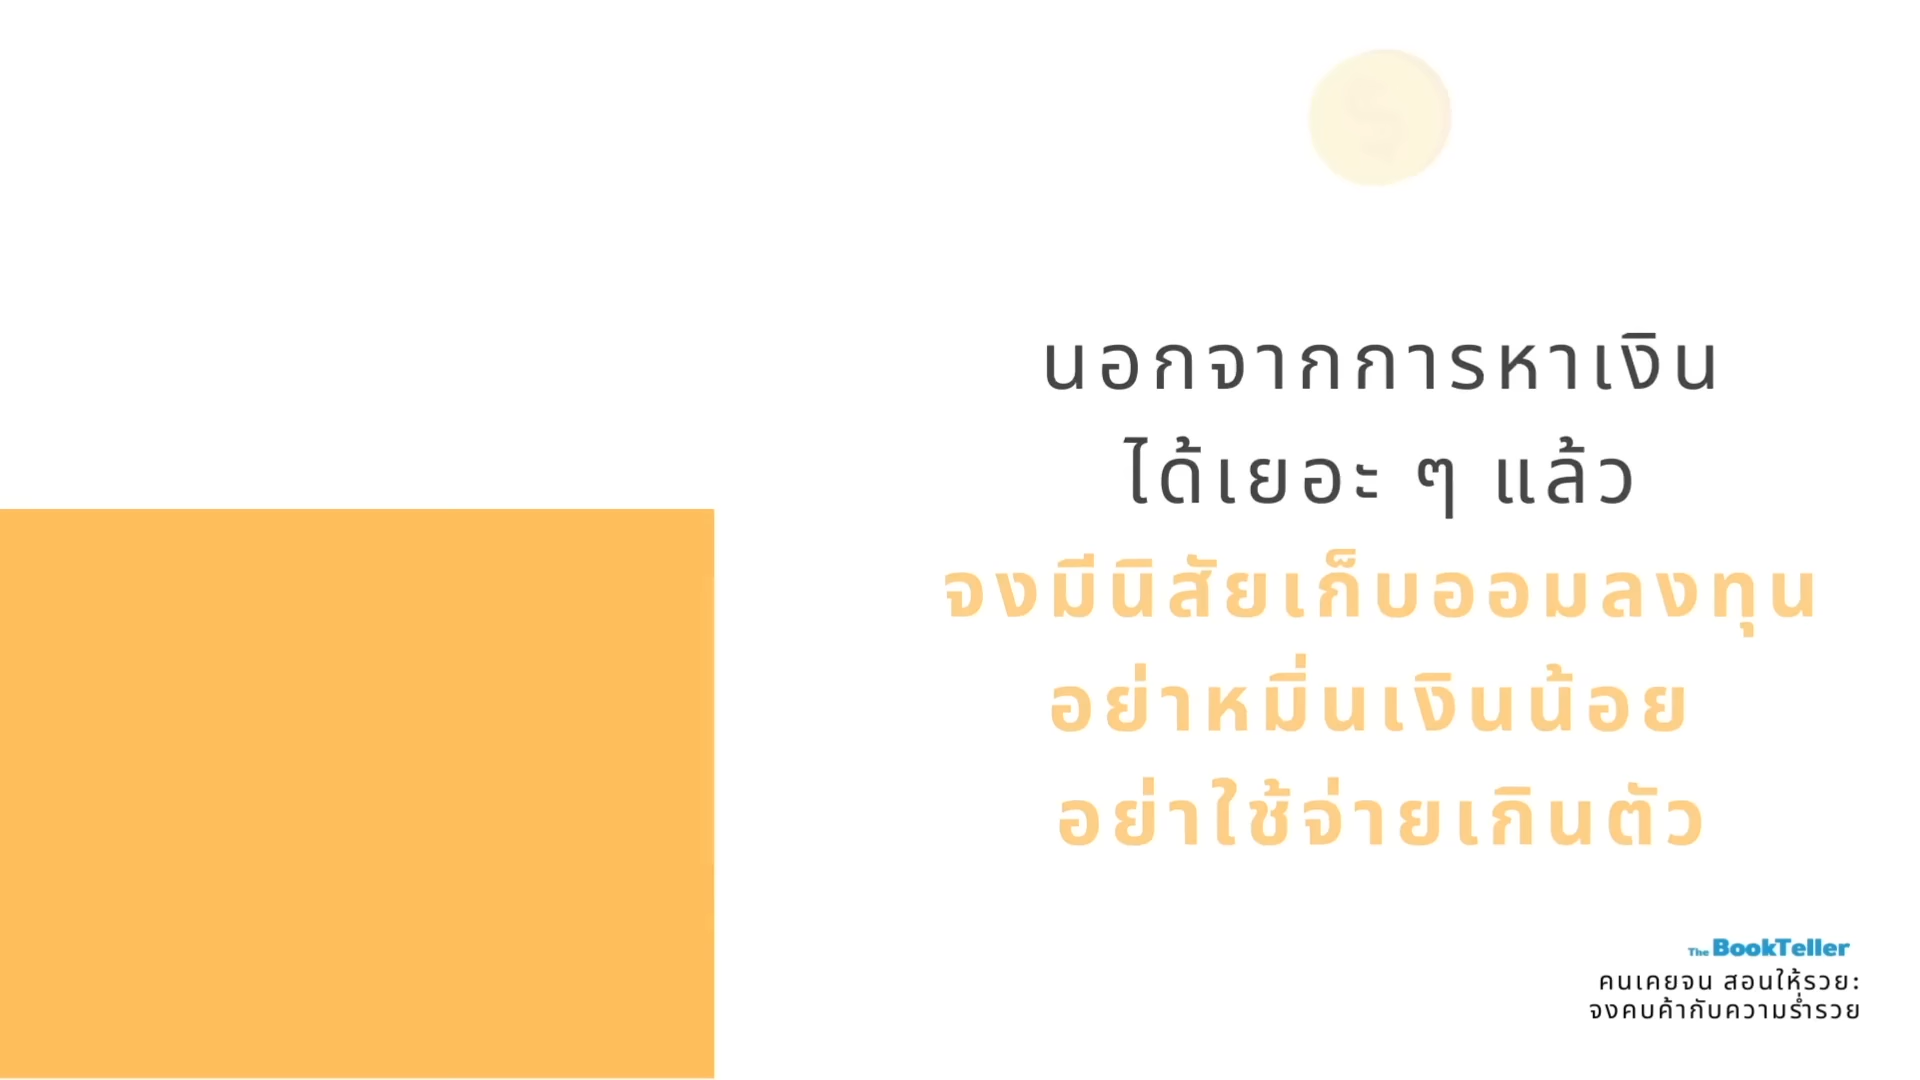 นอกจากการหาเงิน
ได้เยอะ ๆ แล้ว
จงมีนิสัยเก็บออมลงทุน
อย่าหมิ่นเงินน้อย
อย่าใช้จ่ายเกินตัว
The BookTeller
คนเคยจน สอนให้รวย:
จงคบค้ากับความร่ำรวย